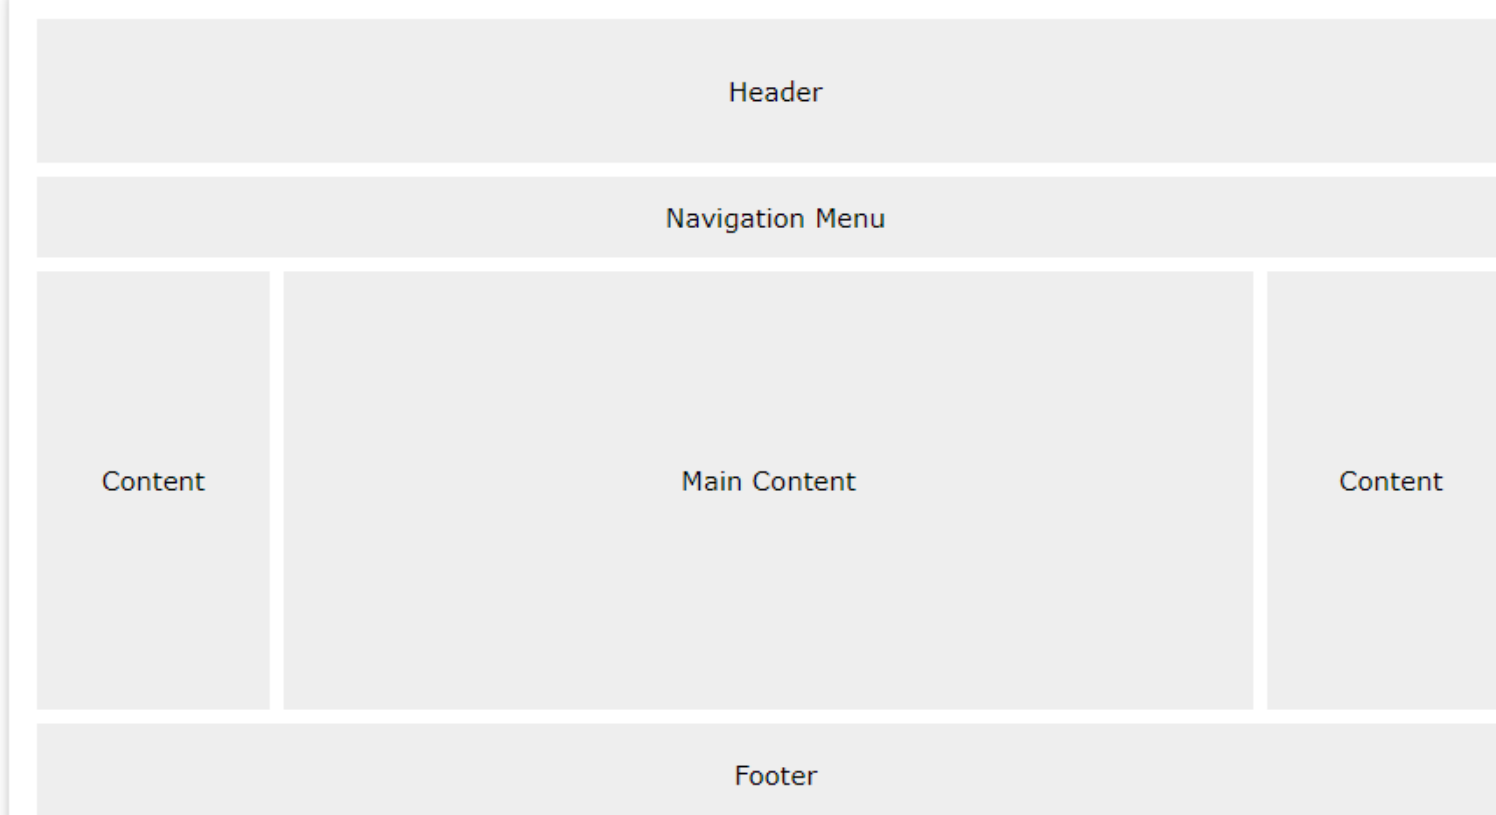 Header
Navigation Menu
Content
Main Content
Content
Footer